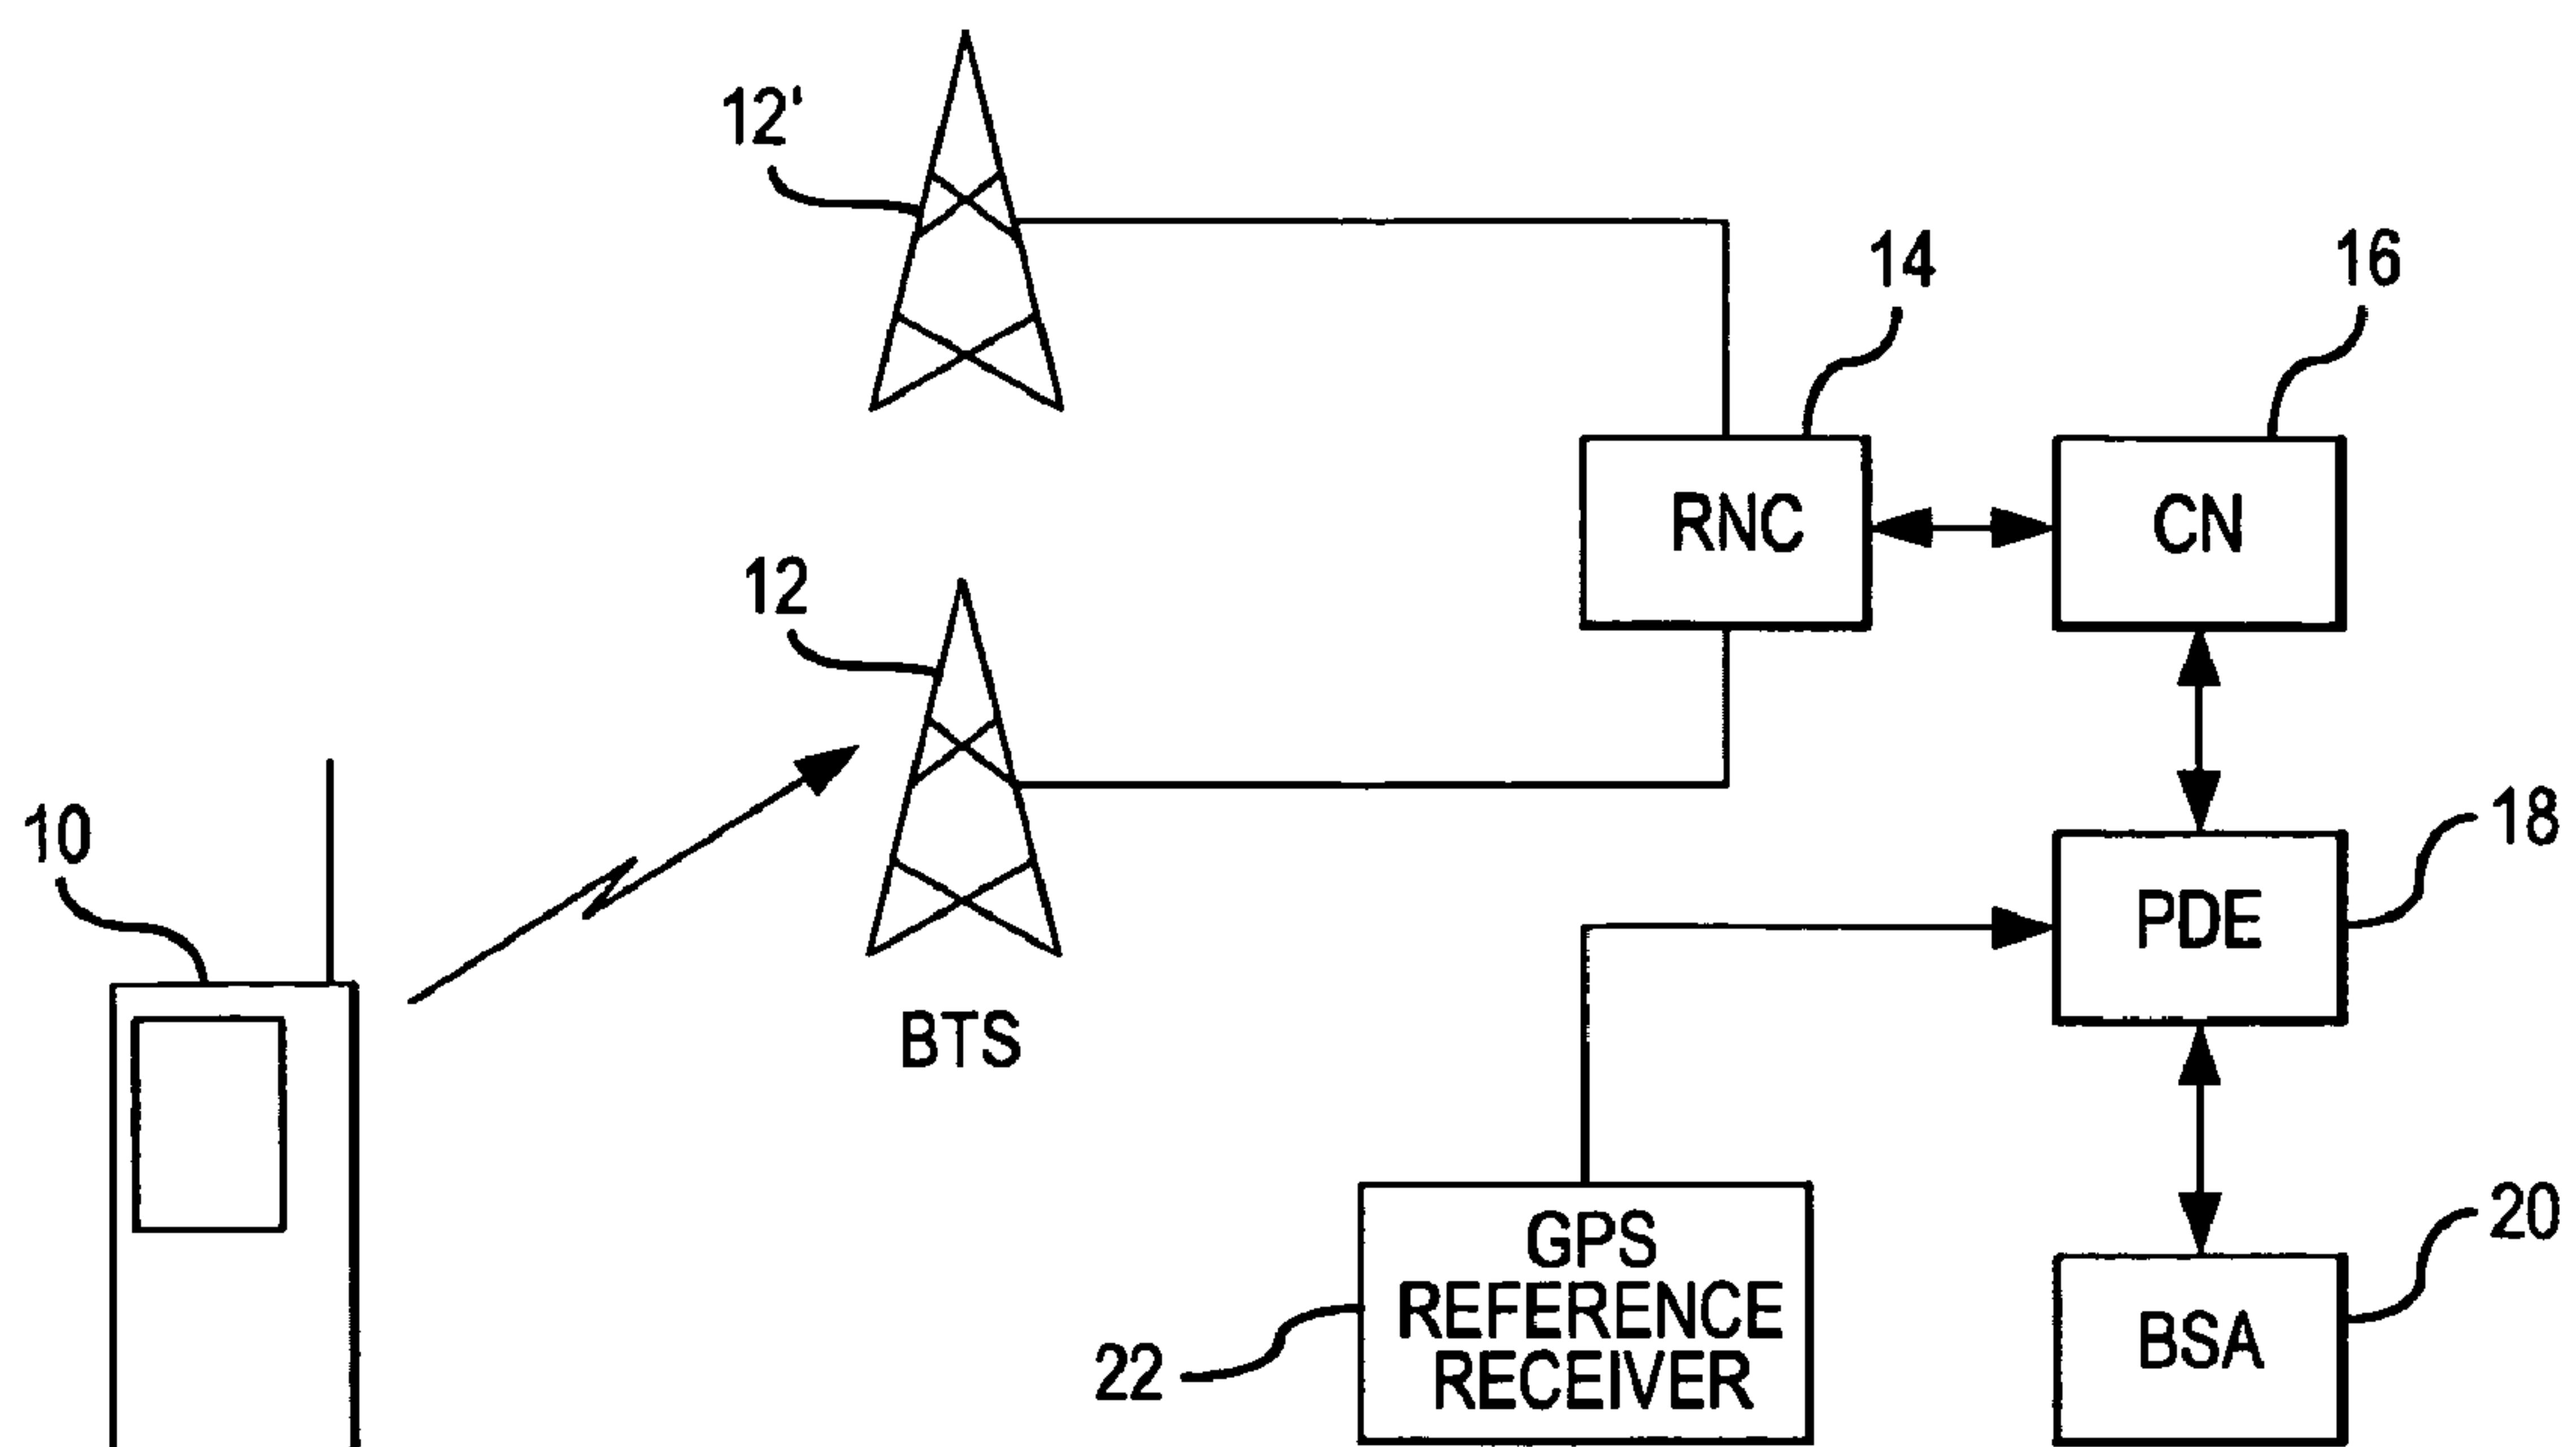 12'
14
16
RNC
CN
12
10
18
PDE
BTS
GPS
REFERENCE
RECEIVER
20
22
BSA